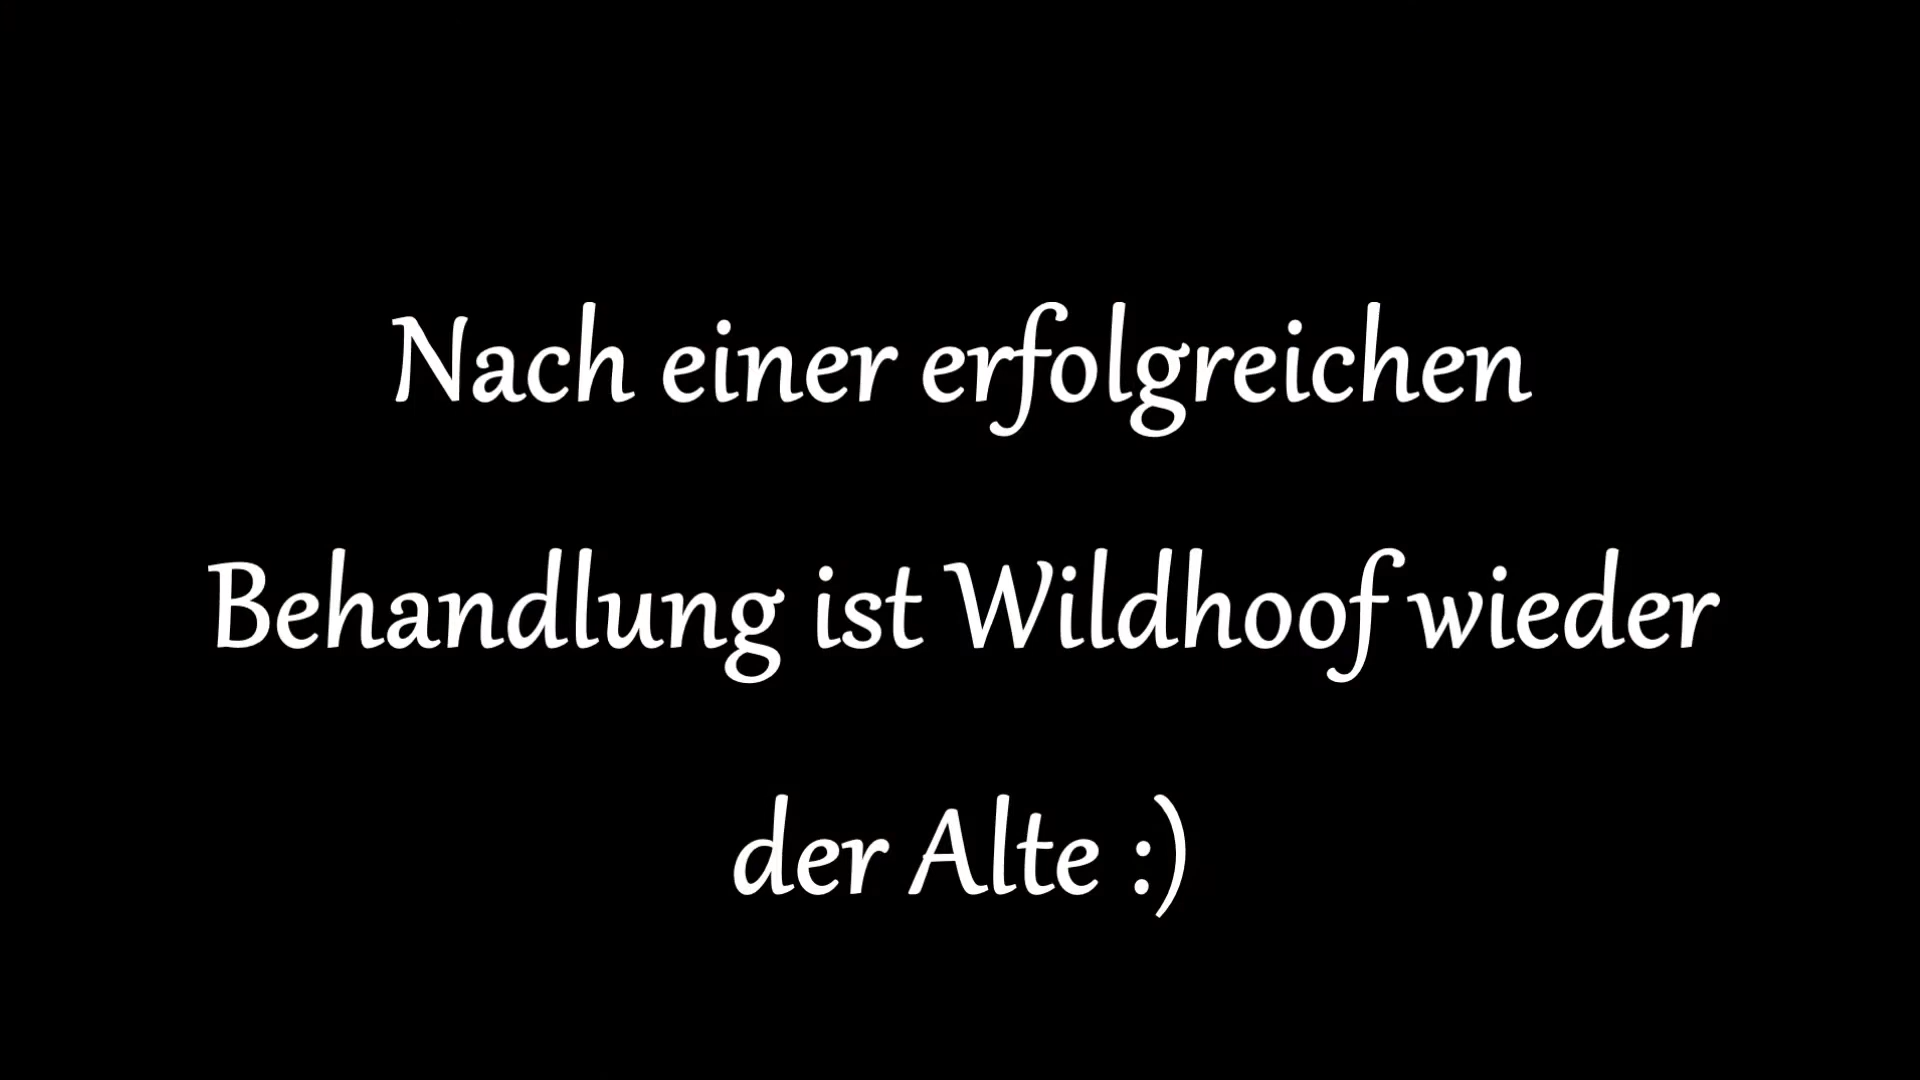 Nach einer erfolgreichen
Behandlung ist Wildhoof wieder
der Alte :)